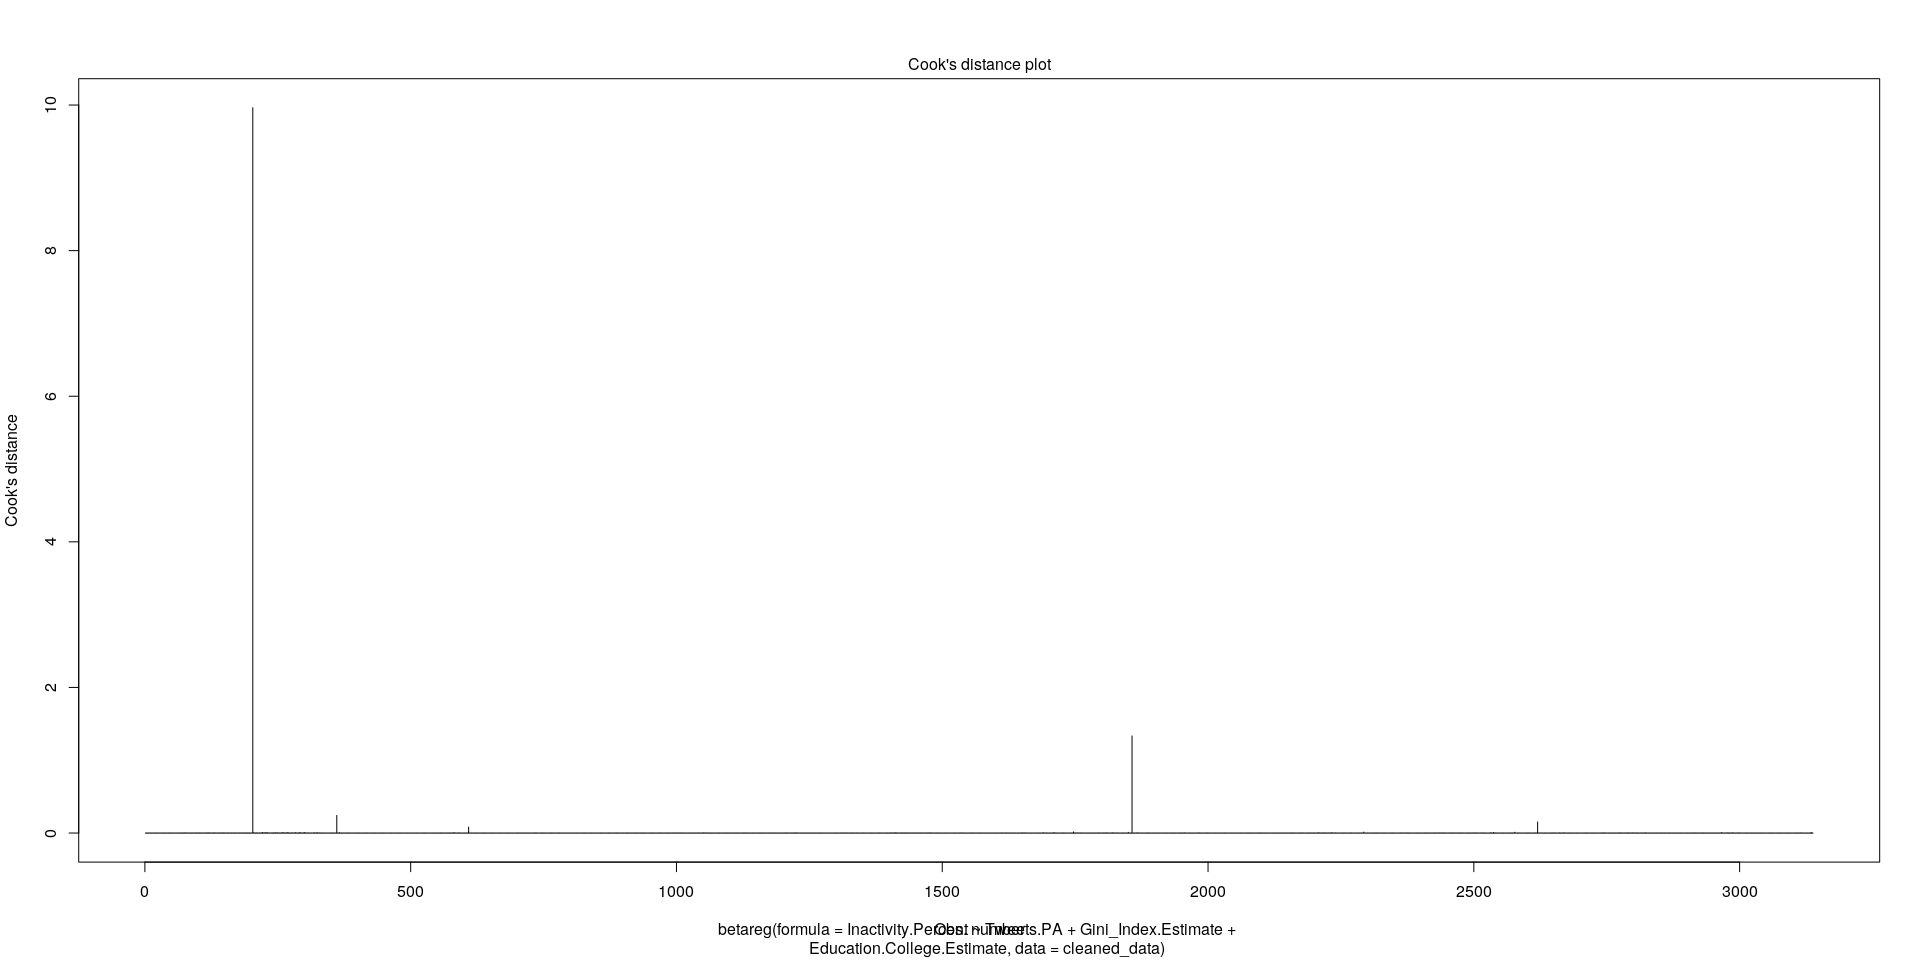 Cook's distance plot
10
8
6
4
2
0
Cook's distance
0 500 1000 1500 2000 2500 3000
Obs. number
betareg(formula = Inactivity.Percent ~ Tweets.PA + Gini_Index.Estimate +
Education.College.Estimate, data = cleaned_data)